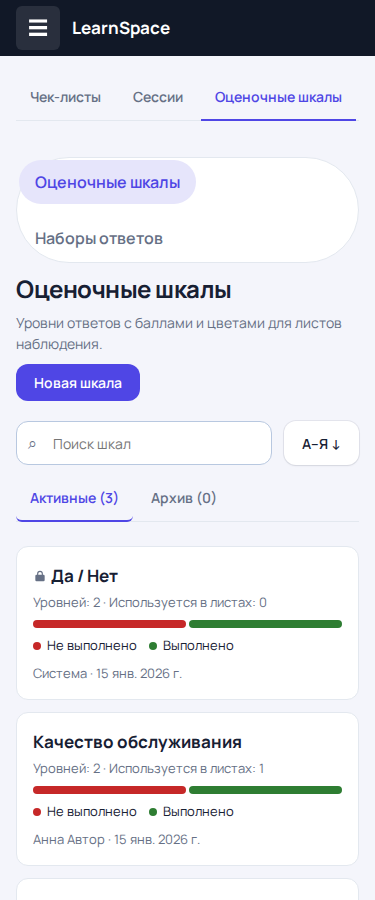 LearnSpace
Чек-листы Сессии Оценочные шкалы
Оценочные шкалы
Наборы ответов
Оценочные шкалы
Уровни ответов с баллами и цветами для листов
наблюдения.
Новая шкала
Поиск шкал А–Я ↓
Активные (3) Архив (0)
Да / Нет
Уровней: 2 · Используется в листах: 0
Не выполнено Выполнено
Система · 15 янв. 2026 г.
Качество обслуживания
Уровней: 2 · Используется в листах: 1
Не выполнено Выполнено
Анна Автор · 15 янв. 2026 г.